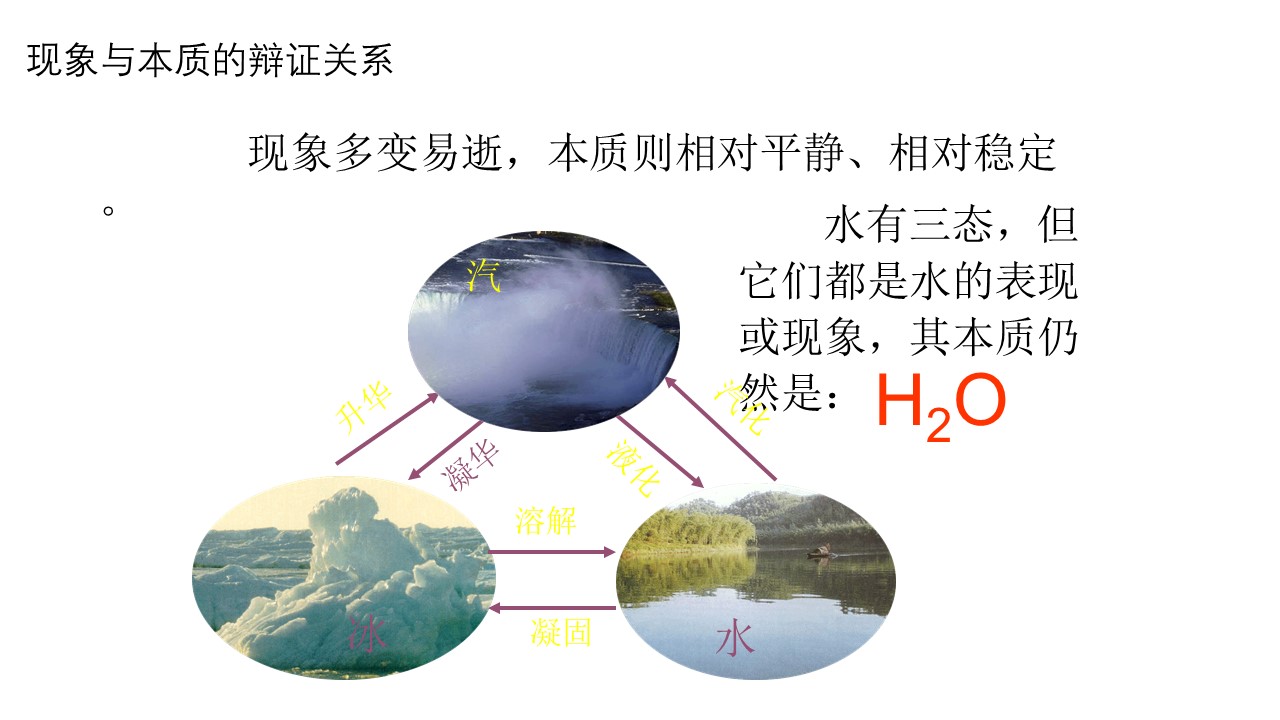 现象与本质的辩证关系
现象多变易逝，本质则相对平静、相对稳定
。
水有三态，但
它们都是水的表现
或现象，其本质仍
然是：
H2O
汽
升华
凝华
液化
汽化
溶解
凝固
冰
水